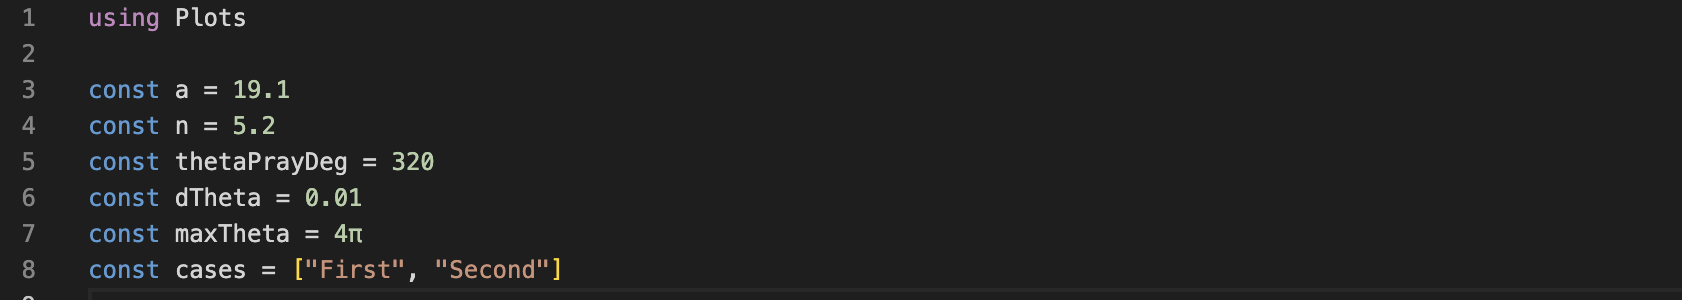 1 using Plots
2
3 const a = 19.1
4 const n = 5.2
5 const thetaPrayDeg = 320
6 const dTheta = 0.01
7 const maxTheta = 4π
8 const cases = ["First", "Second"]